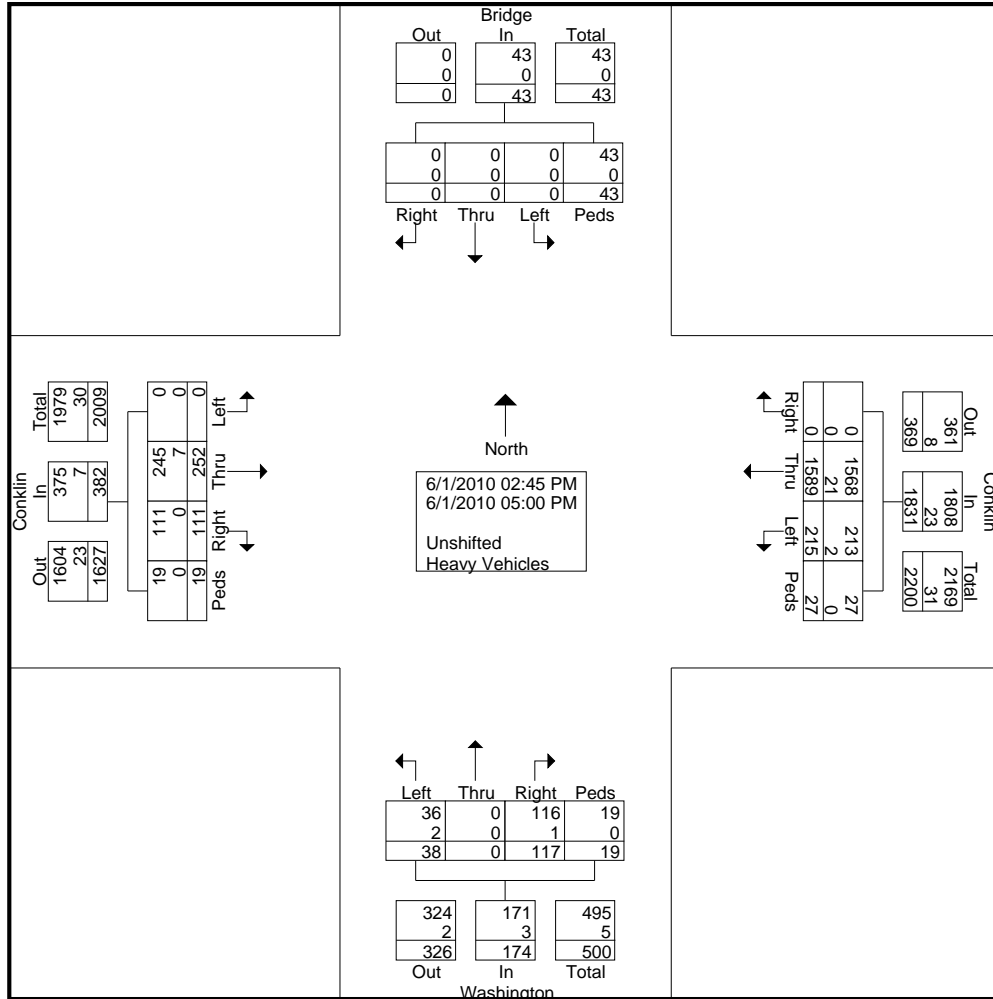 Bridge
Out In Total
0 43 43
0 0 0
0 43 43
0 0 0 43
0 0 0 0
0 0 0 43
Right Thru Left Peds
Conklin
Total In Out
1979 375 1604
30 7 23
2009 382 1627
0 245 111 19
0 7 0 0
0 252 111 19
Left Thru Right Peds
North
6/1/2010 02:45 PM
6/1/2010 05:00 PM
Unshifted
Heavy Vehicles
Right Thru Left Peds
0 1568 213 27
0 21 2 0
0 1589 215 27
Out In Total
361 1808 2169
8 23 31
369 1831 2200
Conklin
Left Thru Right Peds
36 0 116 19
2 0 1 0
38 0 117 19
324 171 495
2 3 5
326 174 500
Out In Total
Washington